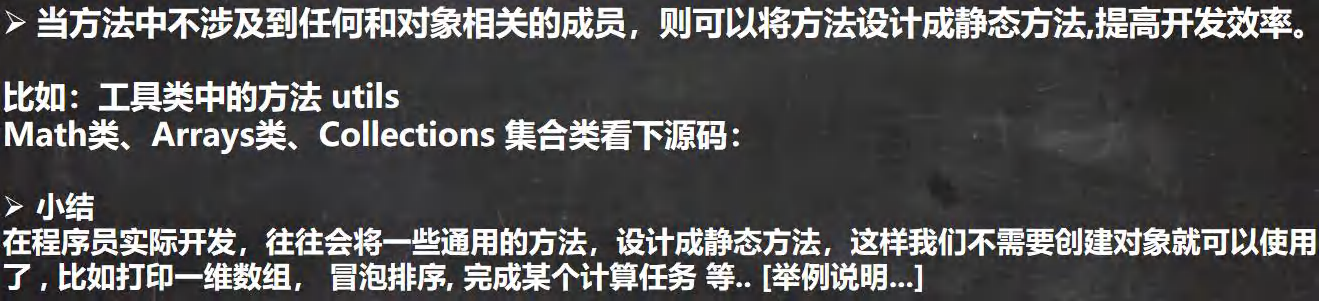 ➢ 当方法中不涉及到任何和对象相关的成员，则可以将方法设计成静态方法,提高开发效率。
比如：工具类中的方法 utils
Math类、Arrays类、Collections 集合类看下源码：
➢ 小结
在程序员实际开发，往往会将一些通用的方法，设计成静态方法，这样我们不需要创建对象就可以使用
了 , 比如打印一维数组， 冒泡排序, 完成某个计算任务 等.. [举例说明...]